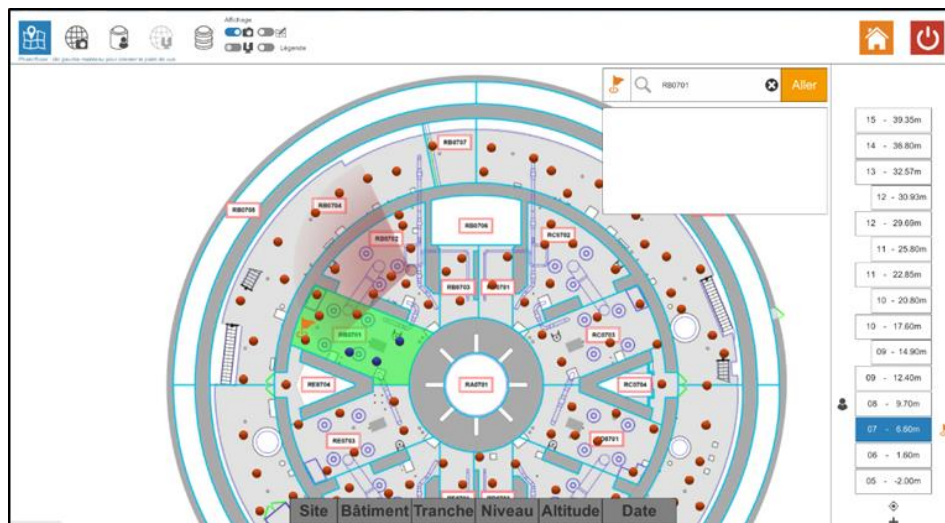 Affichage
Légende
RB0701
Aller
15 - 39.35m
14 - 36.80m
13 - 32.57m
12 - 30.93m
12 - 29.69m
11 - 25.80m
11 - 22.85m
10 - 20.80m
10 - 17.60m
09 - 14.90m
09 - 12.40m
08 - 9.70m
07 - 6.60m
06 - 1.60m
05 - -2.00m
RB0707
RB0705
RB0704
RB0706
RB0702
RC0702
RB0703
RB0701
RC0703
RE0704
RA0701
RC0704
RE0703
Site Bâtiment Tranche Niveau Altitude Date